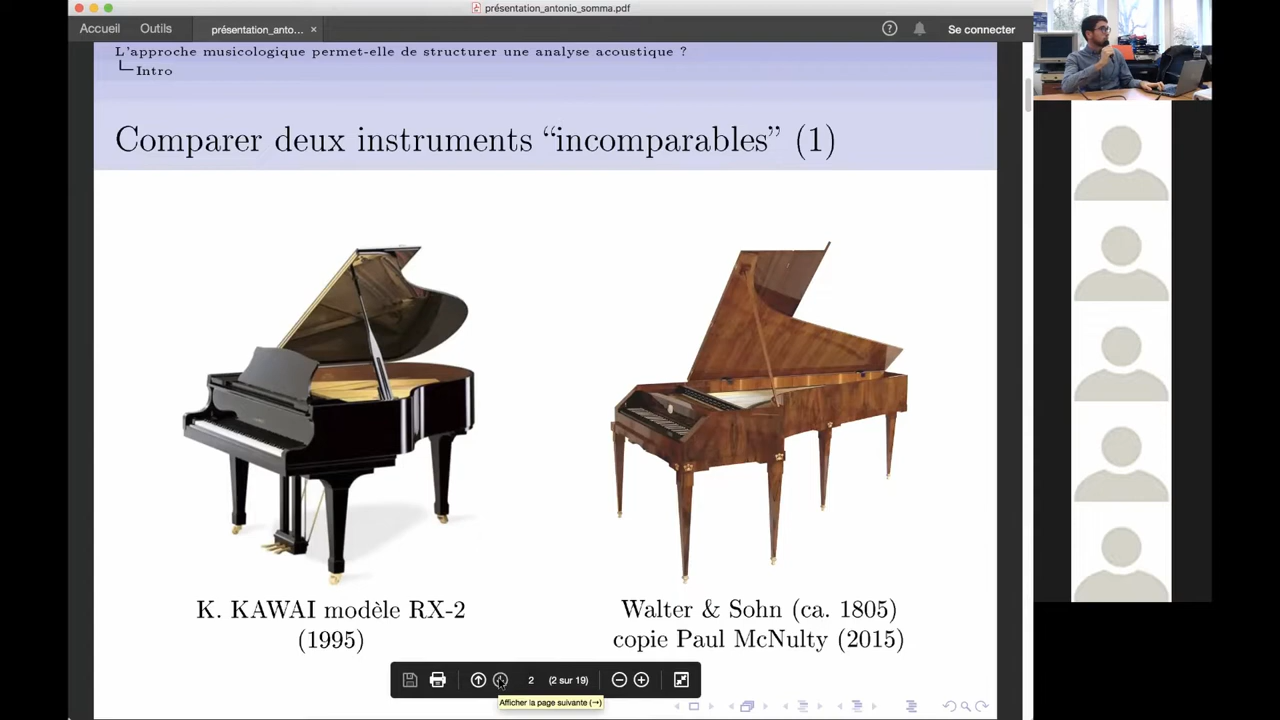 présentation_antonio_somma.pdf
Accueil
Outils
présentation_anto... ×
Se connecter
L'approche musicologique permet-elle de structurer une analyse acoustique ?
Intro
Comparer deux instruments “incomparables” (1)
K. KAWAI modèle RX-2
(1995)
Walter & Sohn (ca. 1805)
copie Paul McNulty (2015)
2 (2 sur 19)
Afficher la page suivante (→)